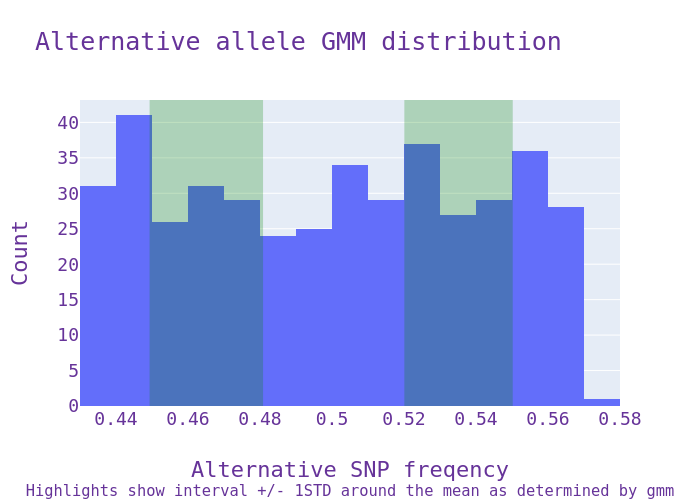 Alternative allele GMM distribution
Count
40
35
30
25
20
15
10
5
0
0.44 0.46 0.48 0.5 0.52 0.54 0.56 0.58
Alternative SNP freqency
Highlights show interval +/- 1STD around the mean as determined by gmm